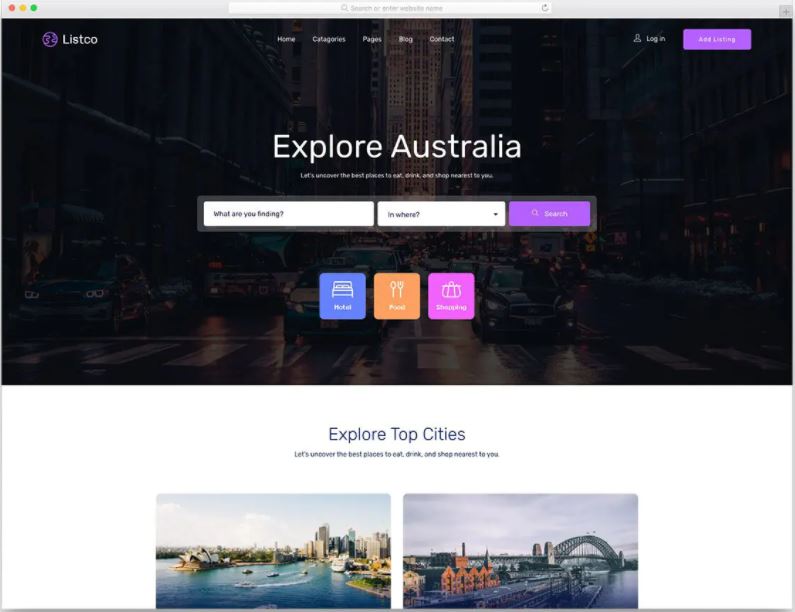 Search or enter website name
Listco
Home Catagories Pages Blog Contact
Log in
Add Listing
Explore Australia
Let's uncover the best places to eat, drink, and shop nearest to you.
What are you finding?
In where?
Search
Hotel
Food
Shopping
Explore Top Cities
Let's uncover the best places to eat, drink, and shop nearest to you.